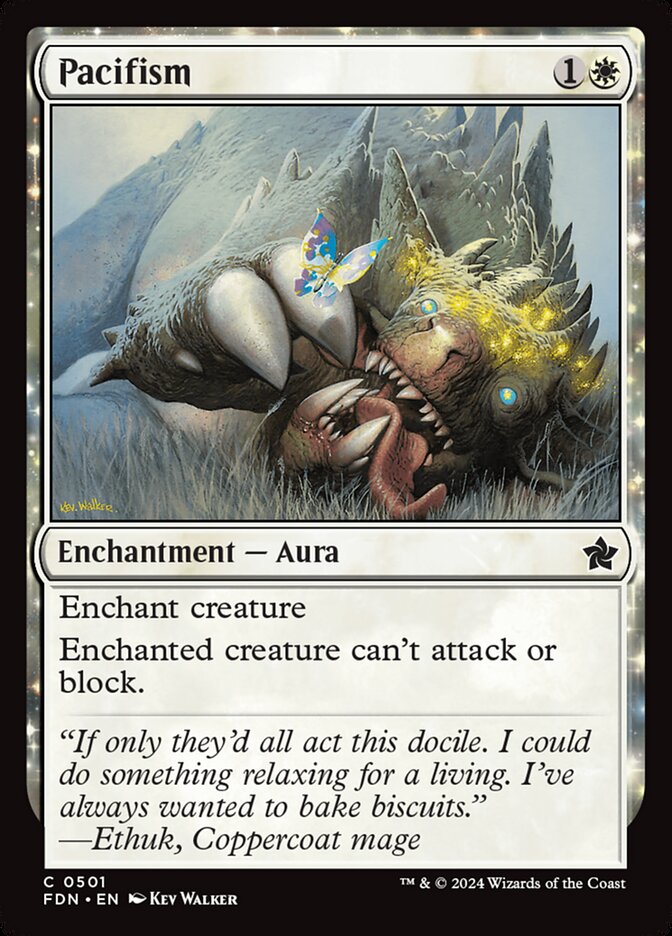 Pacifism 1
Kev. Walker.
Enchantment — Aura
Enchant creature
Enchanted creature can't attack or
block.
“If only they'd all act this docile. I could
do something relaxing for a living. I've
always wanted to bake biscuits.”
—Ethuk, Coppercoat mage
C 0501
FDN • EN Kev Walker
™ & © 2024 Wizards of the Coast